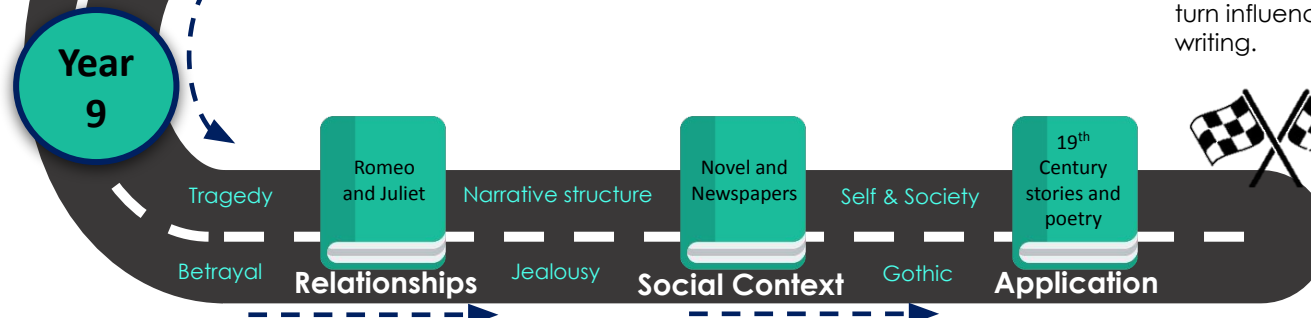 turn influenc
writing.
Year
9
Romeo
and Juliet
Novel and
Newspapers
19th
Century
stories and
poetry
Tragedy
Narrative structure
Self & Society
Betrayal
Relationships
Jealousy
Social Context
Gothic
Application